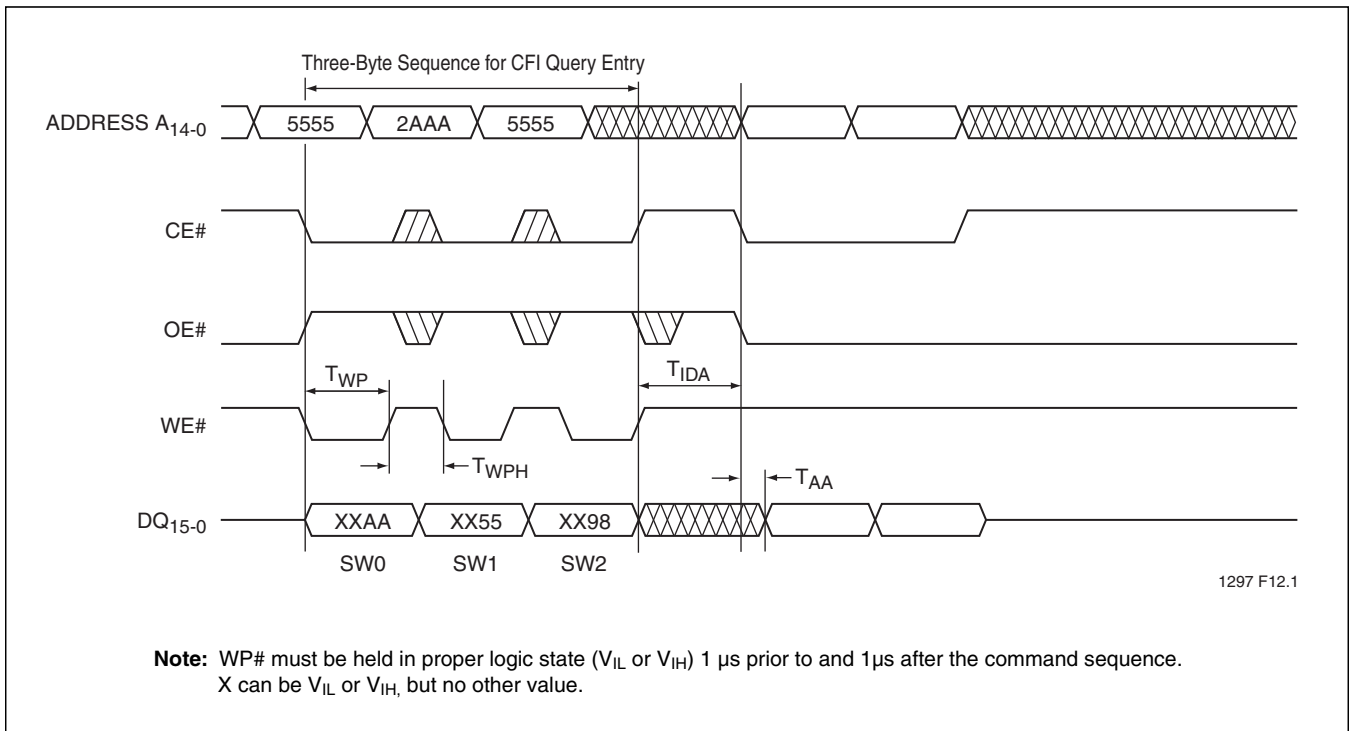 Three-Byte Sequence for CFI Query Entry
ADDRESS A14-0
5555 2AAA 5555
CE#
OE#
TWP TIDA
WE#
TWPH TAA
DQ15-0
XXAA XX55 XX98
SW0 SW1 SW2
1297 F12.1
Note: WP# must be held in proper logic state (VIL or VIH) 1 µs prior to and 1µs after the command sequence.
X can be VIL or VIH, but no other value.